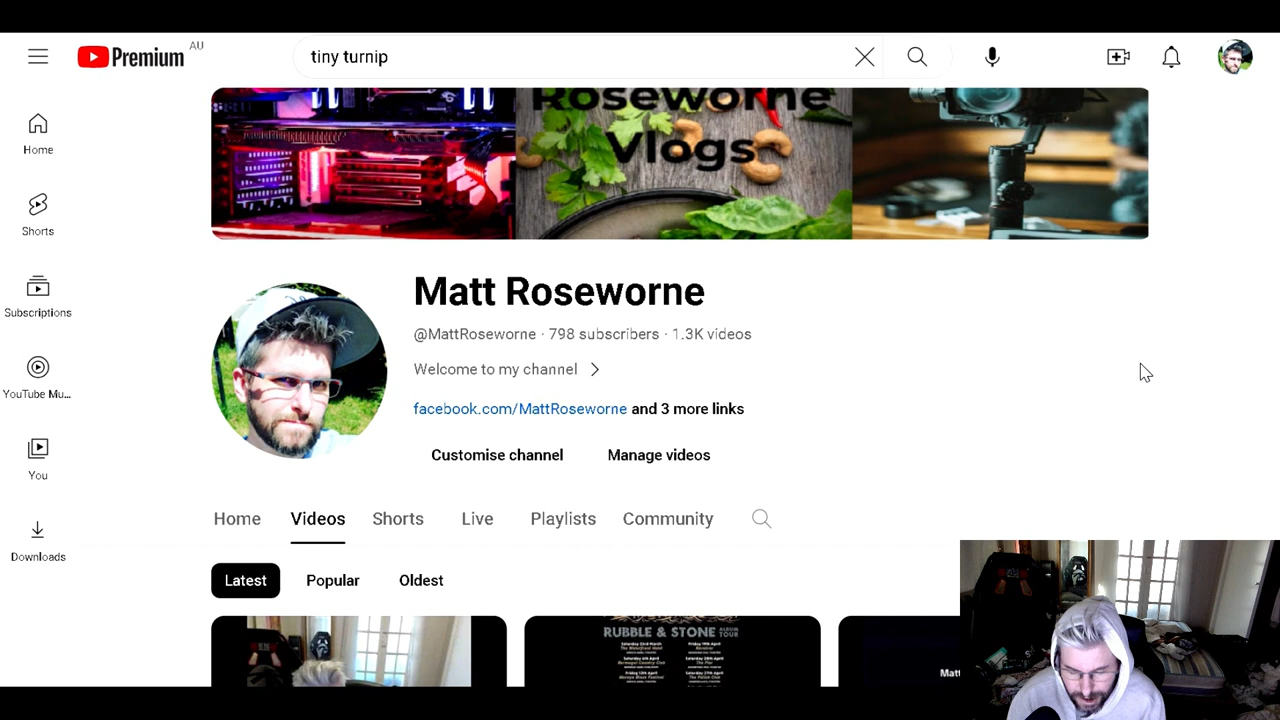 Premium AU
tiny turnip
Roseworne
Vlogs
Home
Shorts
Subscriptions
YouTube Mu...
You
Downloads
Matt Roseworne
@MattRoseworne · 798 subscribers · 1.3K videos
Welcome to my channel
facebook.com/MattRoseworne and 3 more links
Customise channel
Manage videos
Home
Videos
Shorts
Live
Playlists
Community
Latest
Popular
Oldest
RUBBLE & STONE ALBUM
TOUR
Matt